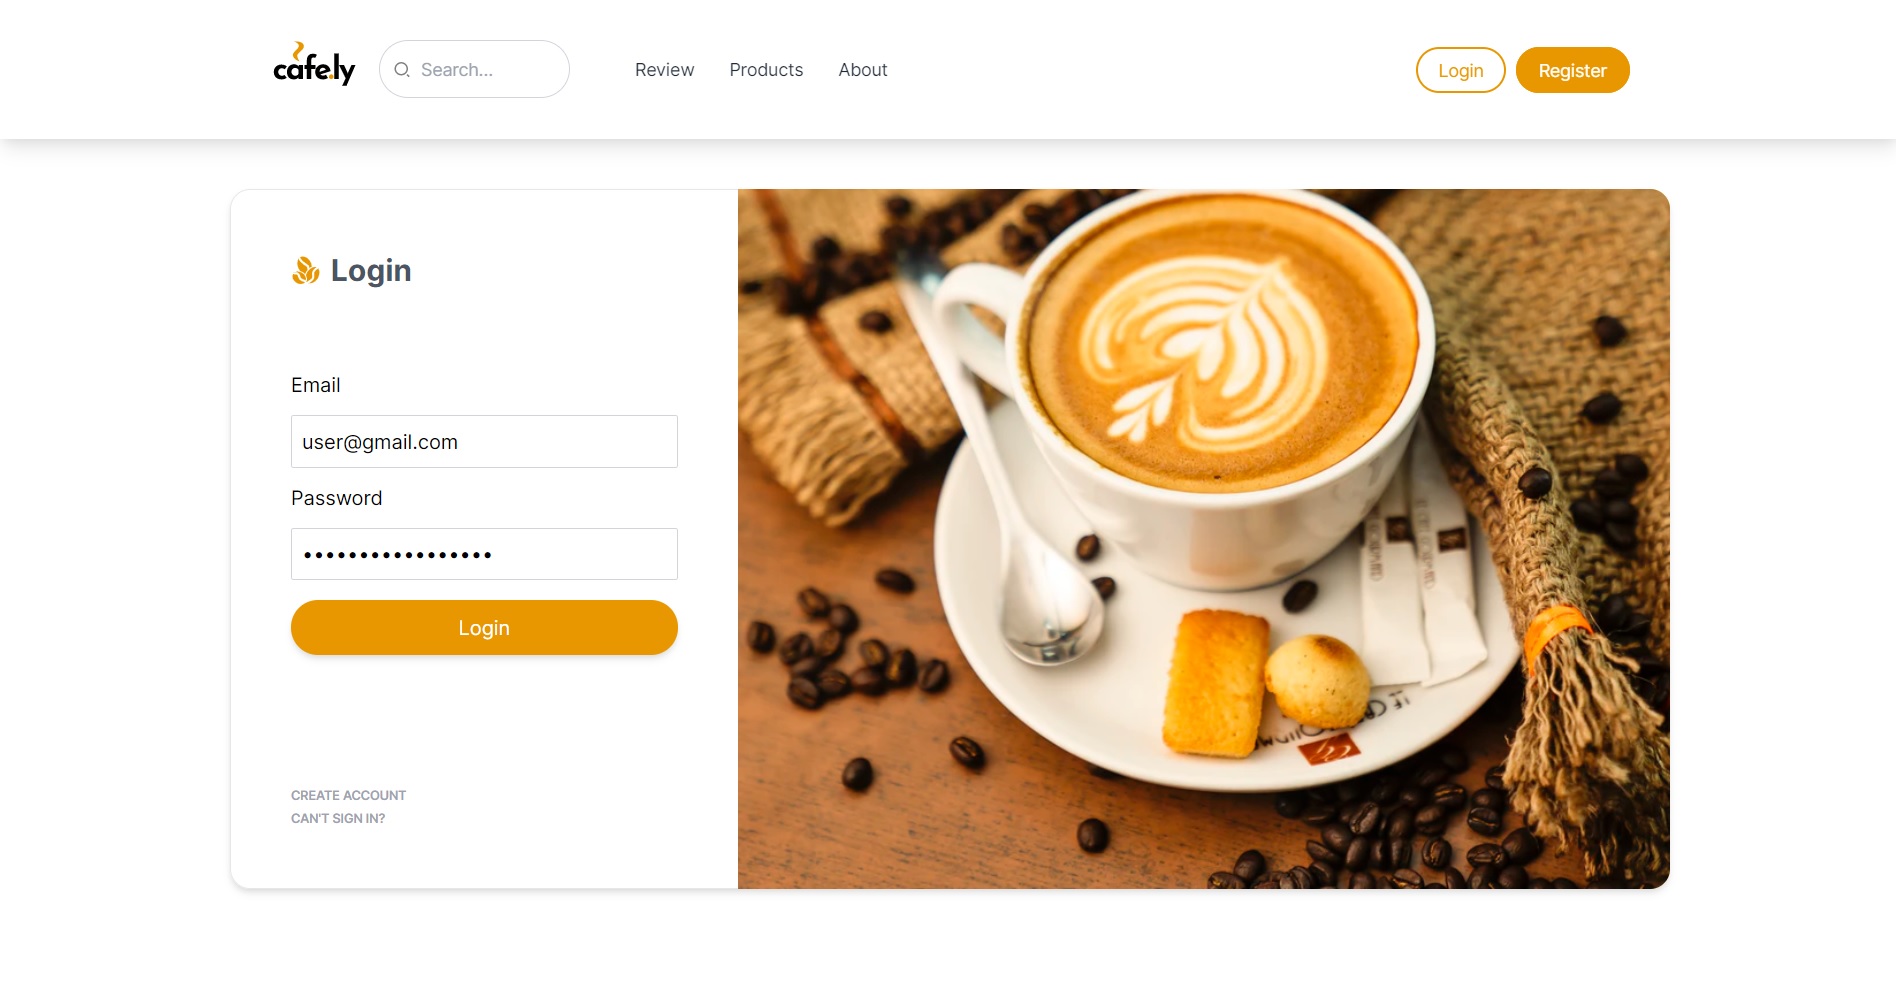 cafe.ly
Search...
Review
Products
About
Login
Register
Login
Email
user@gmail.com
Password
•••••••••••••••••
Login
CREATE ACCOUNT
CAN'T SIGN IN?